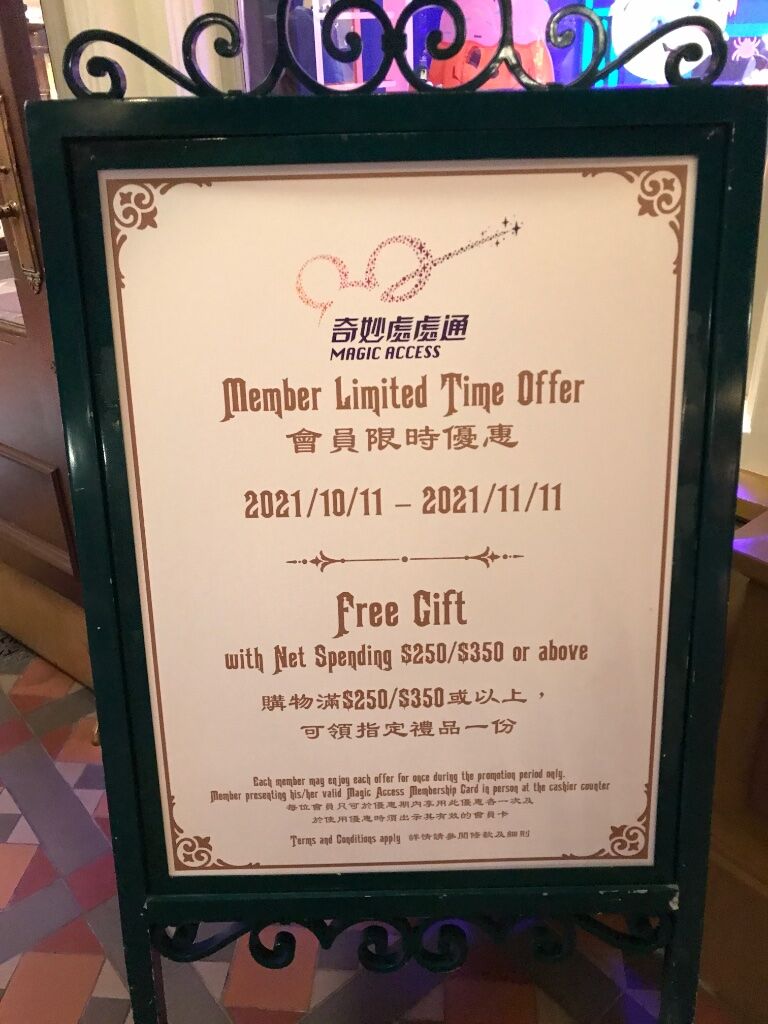 奇妙處處通
MAGIC ACCESS
Member Limited Time Offer
會員限時優惠
2021/10/11 – 2021/11/11
Free Gift
with Net Spending $250/$350 or above
購物滿$250/$350或以上，
可領指定禮品一份
Each member may enjoy each offer for once during the promotion period only.
Member presenting his/her valid Magic Access Membership Card in person at the cashier counter
每位會員只可於優惠期內享用此優惠各一次及
於使用優惠時須出示其有效的會員卡
Terms and Conditions apply 詳情請參閱條款及細則